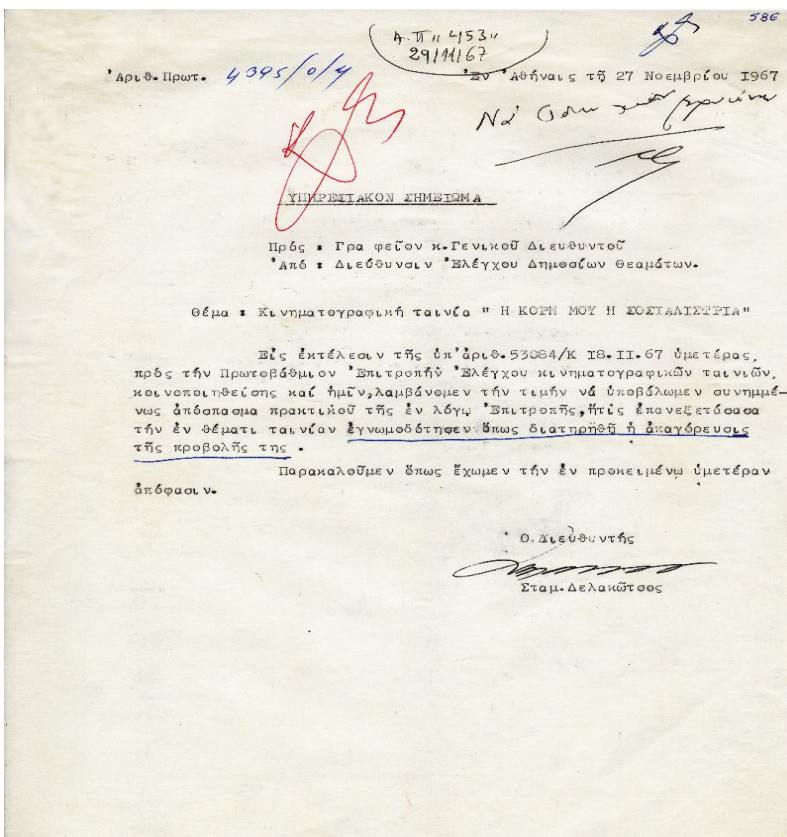 586
Α.Π "453"
29/11/67
Ἀριθ.Πρωτ. 4395/0/4 Ἐν Ἀθήναις τῇ 27 Νοεμβρίου 1967
Νὰ
ΥΠΗΡΕΣΙΑΚΟΝ ΣΗΜΕΙΩΜΑ
Πρός : Γρα φεῖον κ.Γενικοῦ Διευθυντοῦ
Ἀπό : Διεύθυνσιν Ἐλέγχου Δημοσίων Θεαμάτων.
Θέμα : Κινηματογραφική ταινία " Η ΚΟΡΗ ΜΟΥ Η ΣΟΣΙΑΛΙΣΤΡΙΑ"
Εἰς ἐκτέλεσιν τῆς ὑπ'ἀριθ.53084/Κ 18.11.67 ὑμετέρας,
πρός τήν Πρωτοβάθμιον Ἐπιτροπήν Ἐλέγχου κινηματογραφικῶν ταινιῶν,
κοινοποιηθείσης καί ἡμῖν,λαμβάνομεν τήν τιμήν νά ὑποβάλωμεν συνημμέ-
νως ἀπόσπασμα πρακτικοῦ τῆς ἐν λόγῳ Ἐπιτροπῆς,ἥτις ἐπανεξετάσασα
τήν ἐν θέματι ταινίαν ἐγνωμοδότησεν ὅπως διατηρηθῇ ἡ ἀπαγόρευσις
τῆς προβολῆς της .
Παρακαλοῦμεν ὅπως ἔχωμεν τήν ἐν προκειμένῳ ὑμετέραν
ἀπόφασιν.
Ὁ Διευθυντής
Σταμ.Δελακῶτσος